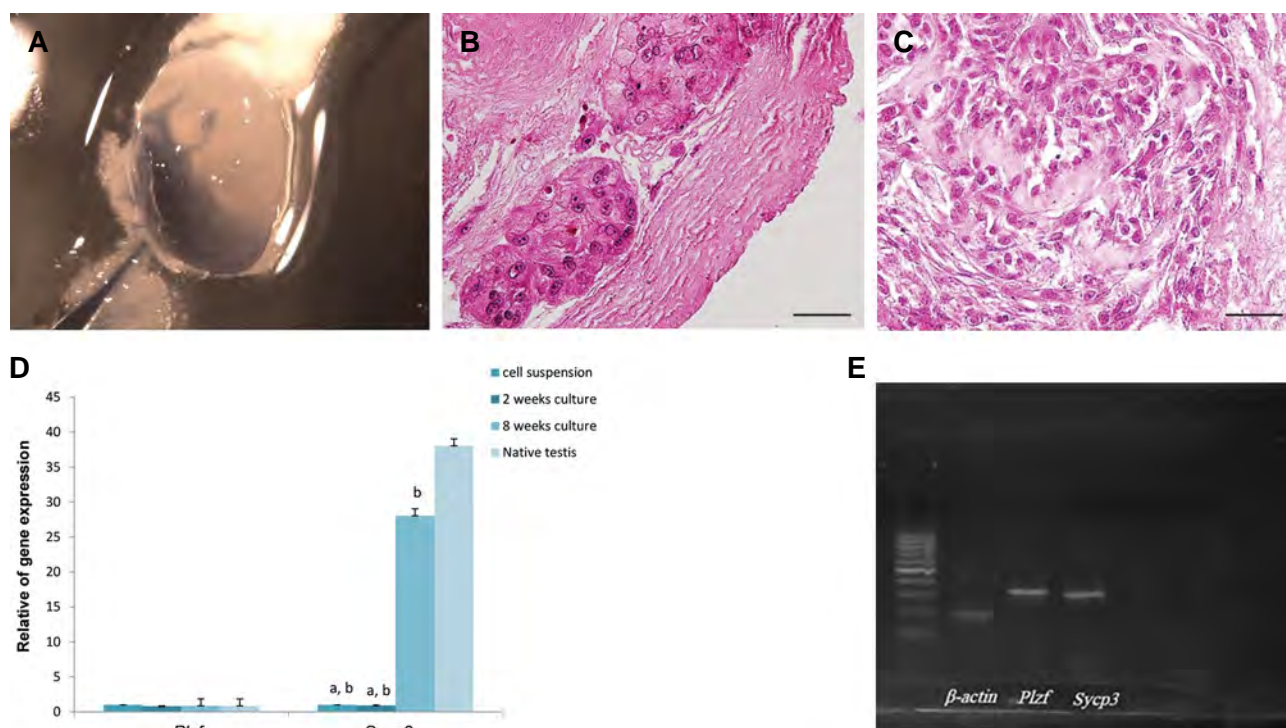 A
B
C
D
cell suspension
2 weeks culture
8 weeks culture
Native testis
Relative of gene expression
45
40
35
30
25
20
15
10
5
0
a, b
a, b
b
E
β-actin Plzf Sycp3